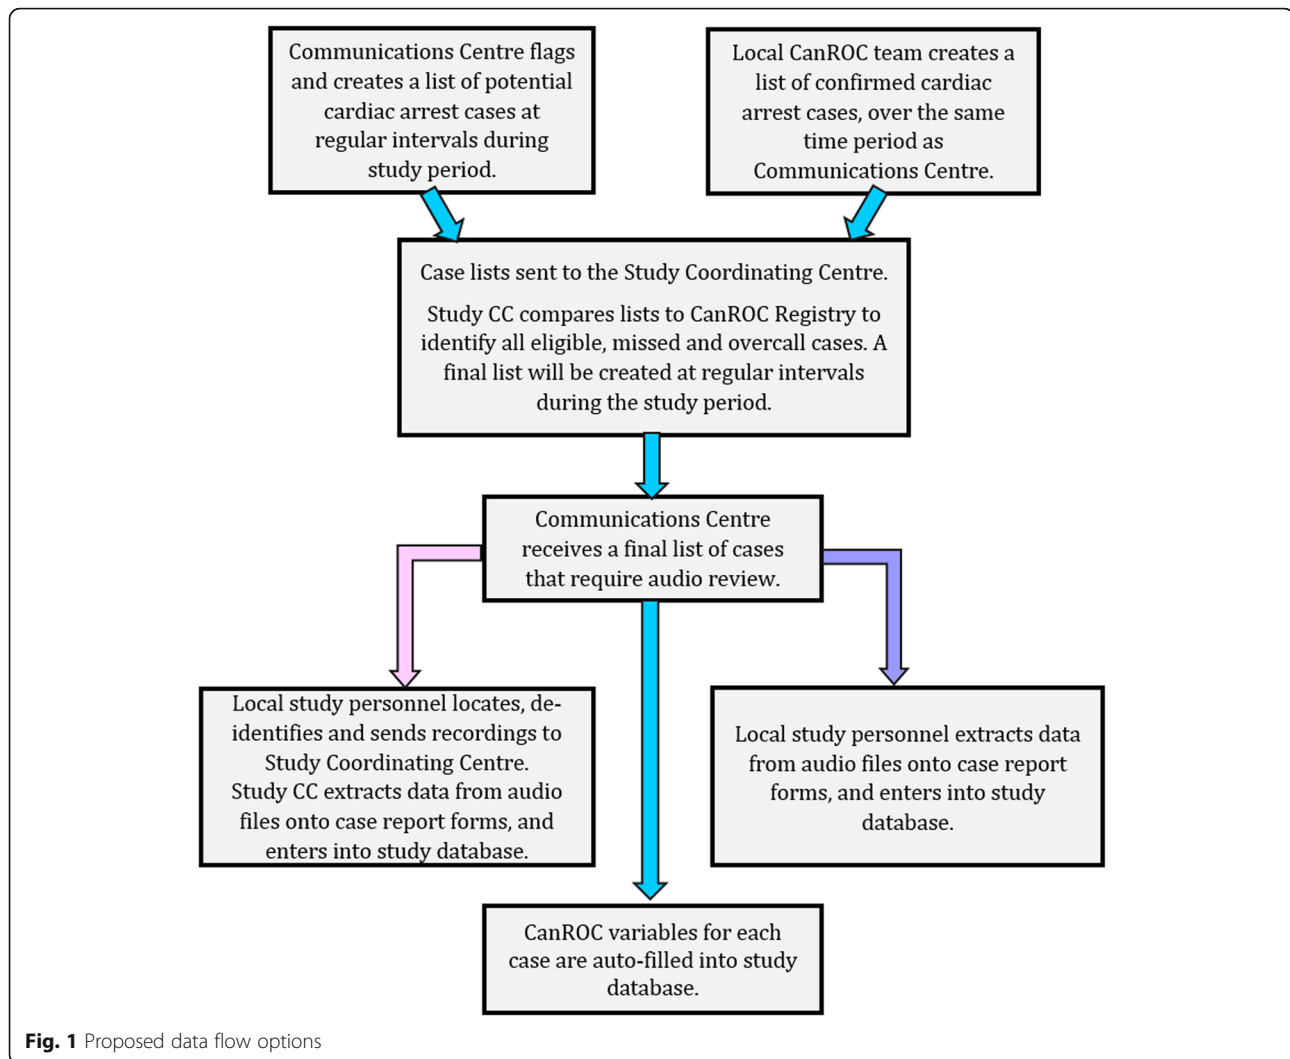 Communications Centre flags
and creates a list of potential
cardiac arrest cases at
regular intervals during
study period.
Local CanROC team creates a
list of confirmed cardiac
arrest cases, over the same
time period as
Communications Centre.
Case lists sent to the Study Coordinating Centre.
Study CC compares lists to CanROC Registry to
identify all eligible, missed and overcall cases. A
final list will be created at regular intervals
during the study period.
Communications Centre
receives a final list of cases
that require audio review.
Local study personnel locates, de-
identifies and sends recordings to
Study Coordinating Centre.
Study CC extracts data from audio
files onto case report forms, and
enters into study database.
Local study personnel extracts data
from audio files onto case report
forms, and enters into study
database.
CanROC variables for each
case are auto-filled into study
database.
Fig. 1 Proposed data flow options